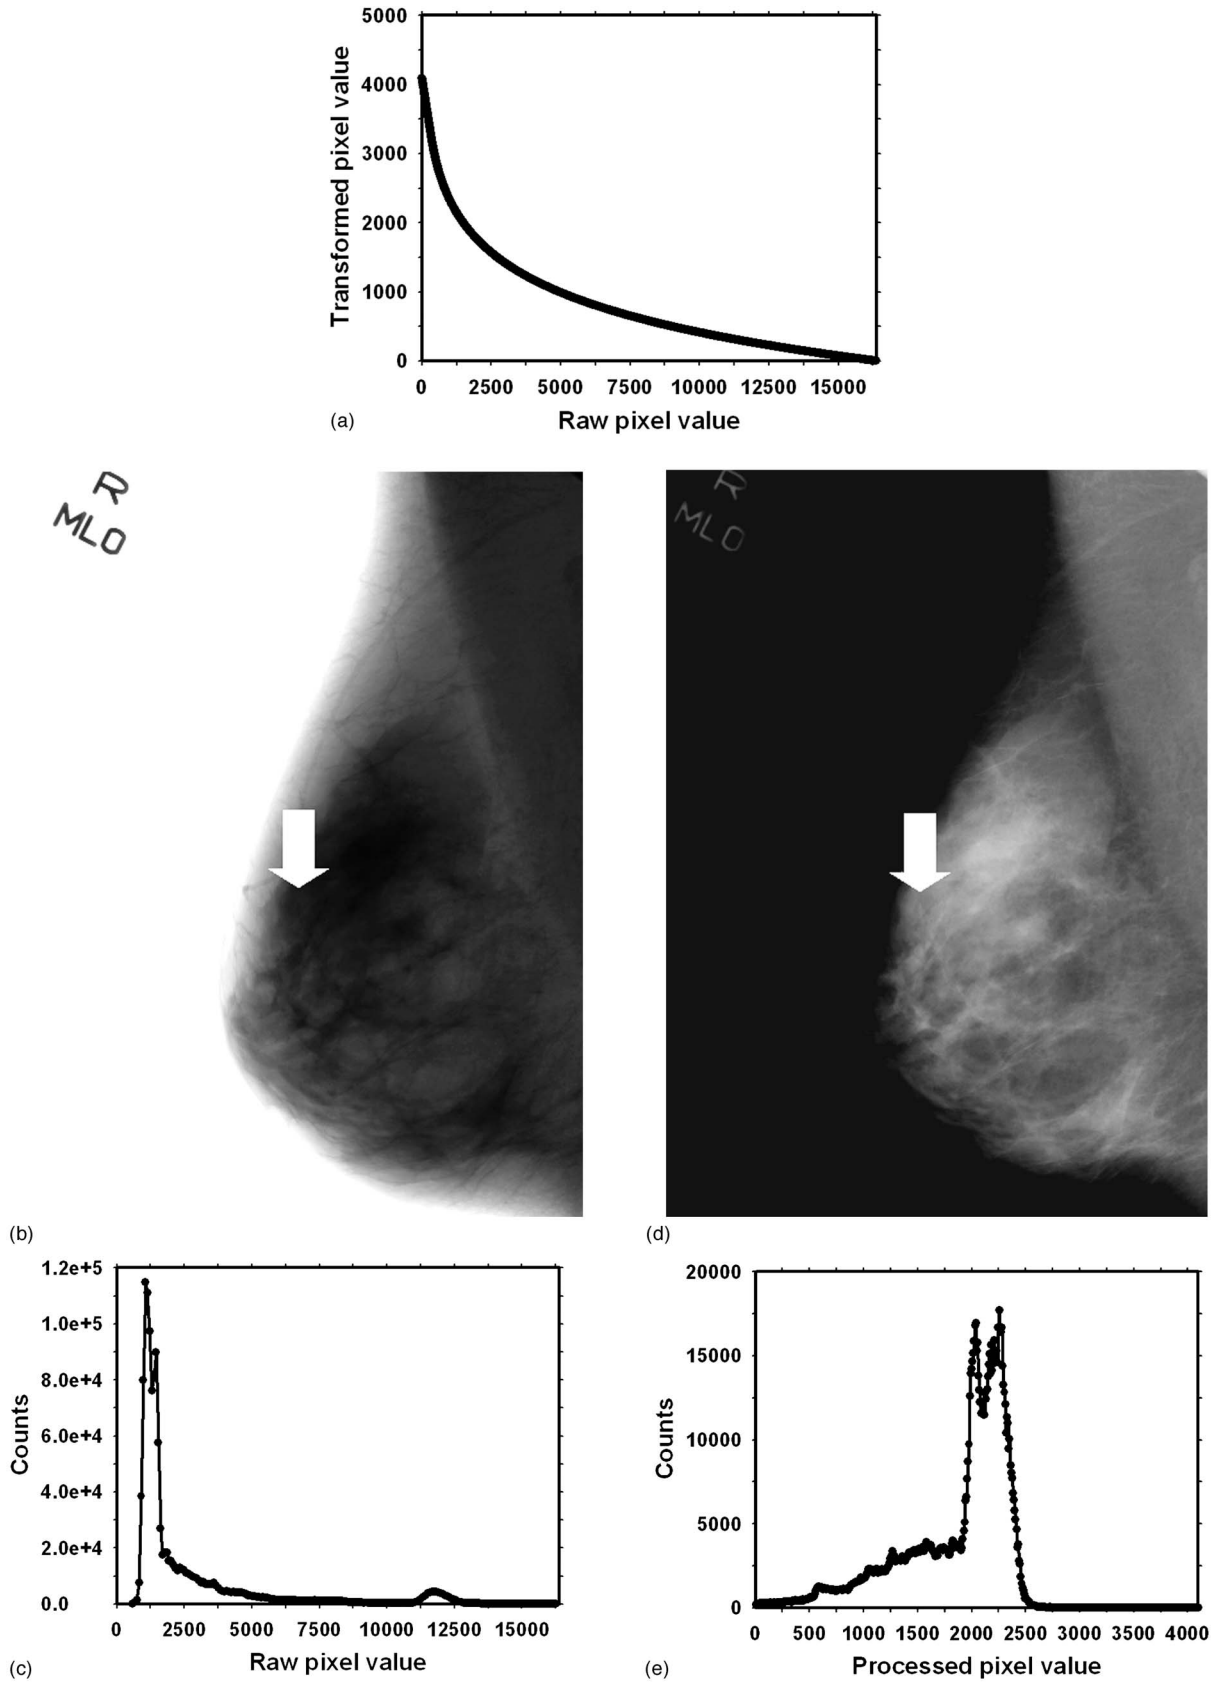 5000
4000
3000
2000
1000
0
Transformed pixel value
0 2500 5000 7500 10000 12500 15000
Raw pixel value
(a)
R
MLO
R
MLO
(b)
(d)
1.2e+5
1.0e+5
8.0e+4
6.0e+4
4.0e+4
2.0e+4
0.0
Counts
0 2500 5000 7500 10000 12500 15000
Raw pixel value
(c)
20000
15000
10000
5000
0
Counts
0 500 1000 1500 2000 2500 3000 3500 4000
Processed pixel value
(e)